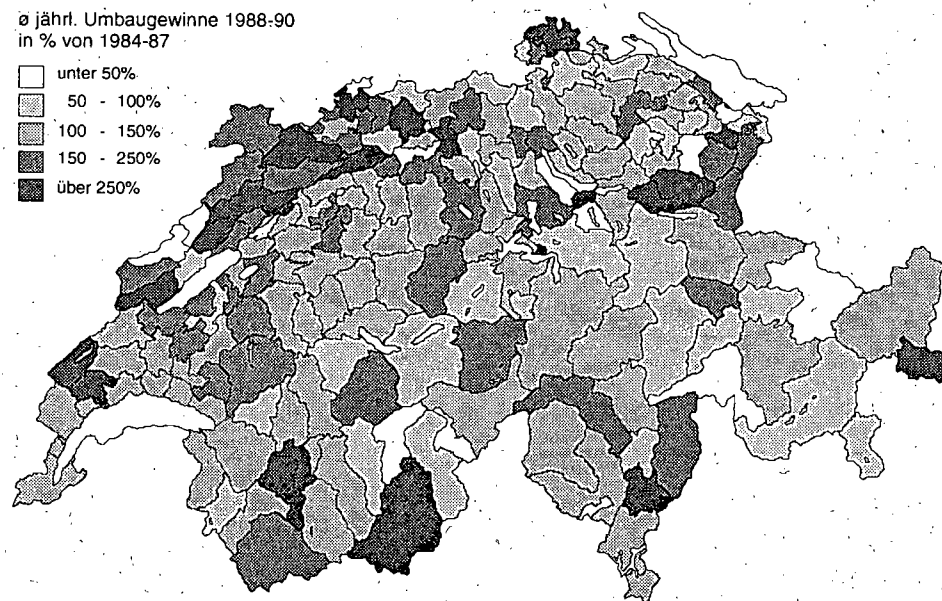 ø jährl. Umbaugewinne 1988-90
in % von 1984-87
unter 50%
50 - 100%
100 - 150%
150 - 250%
über 250%